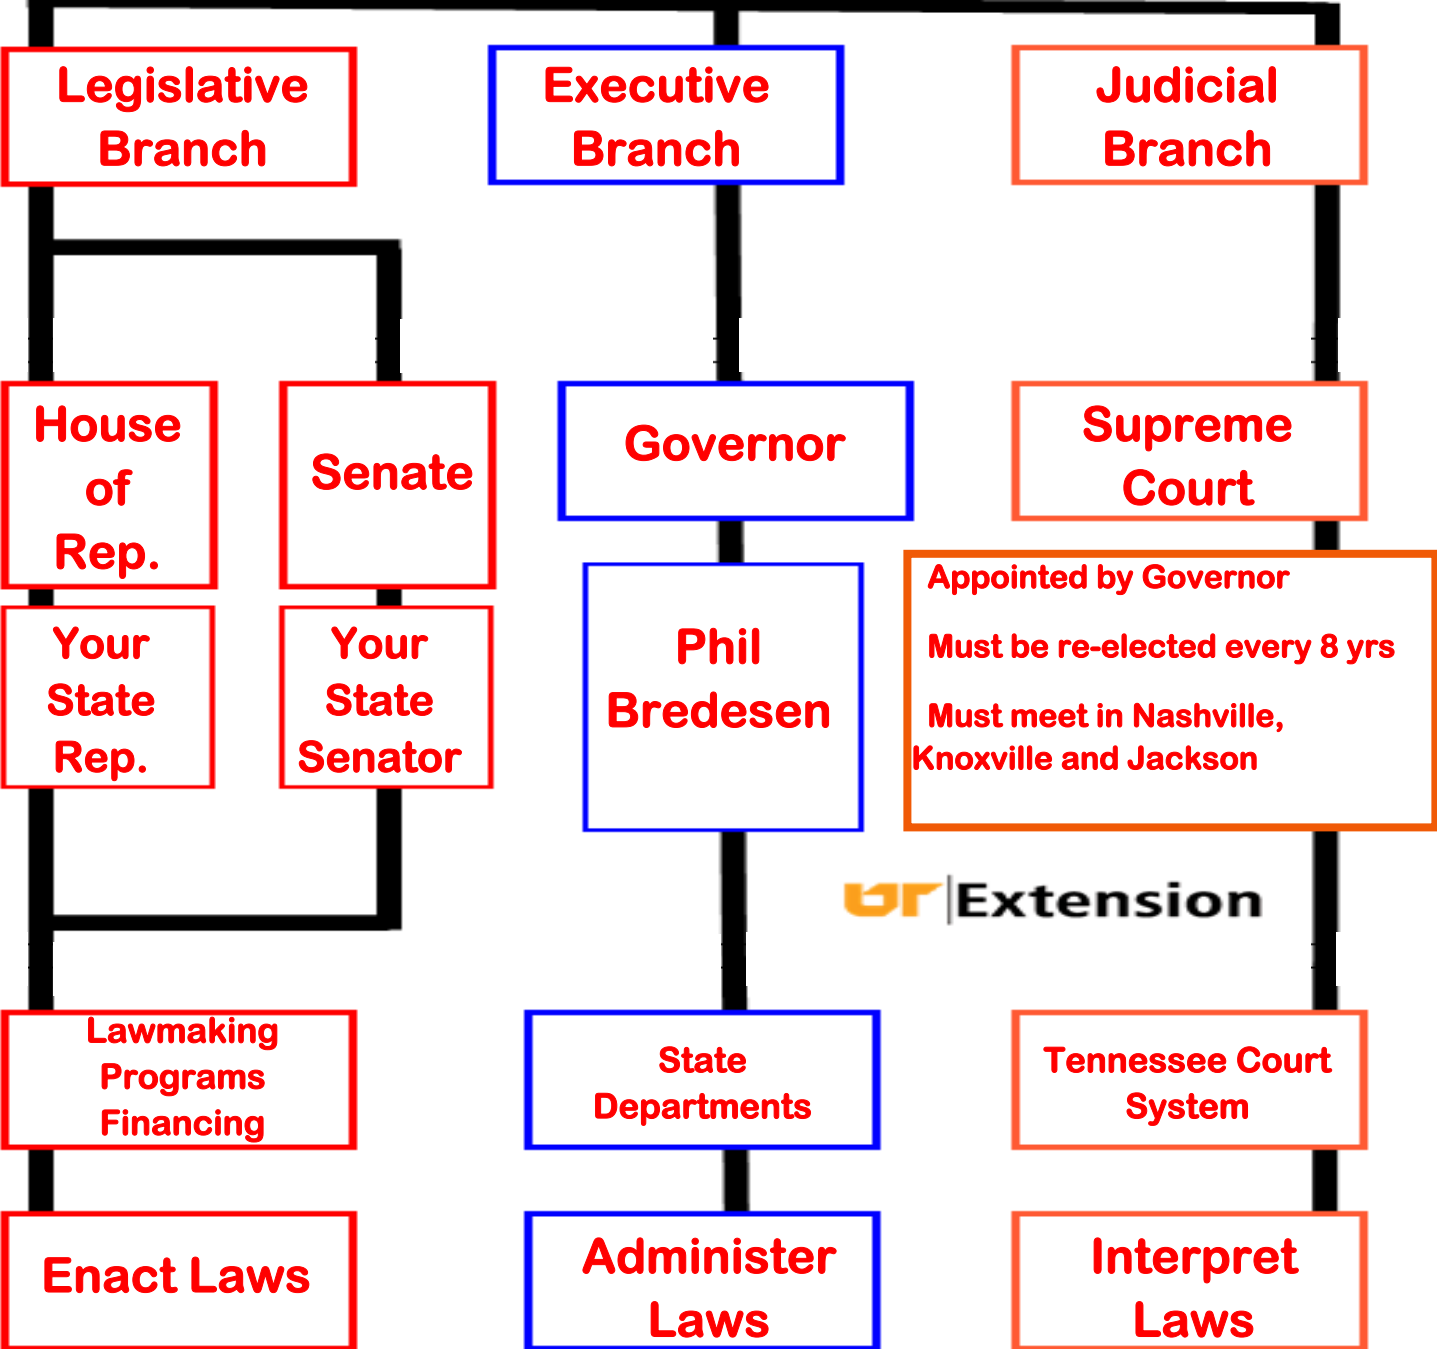 Legislative
Branch
Executive
Branch
Judicial
Branch
House
of
Rep.
Senate
Governor
Supreme
Court
Your
State
Rep.
Your
State
Senator
Phil
Bredesen
Appointed by Governor
Must be re-elected every 8 yrs
Must meet in Nashville,
Knoxville and Jackson
UT Extension
Lawmaking
Programs
Financing
State
Departments
Tennessee Court
System
Enact Laws
Administer
Laws
Interpret
Laws